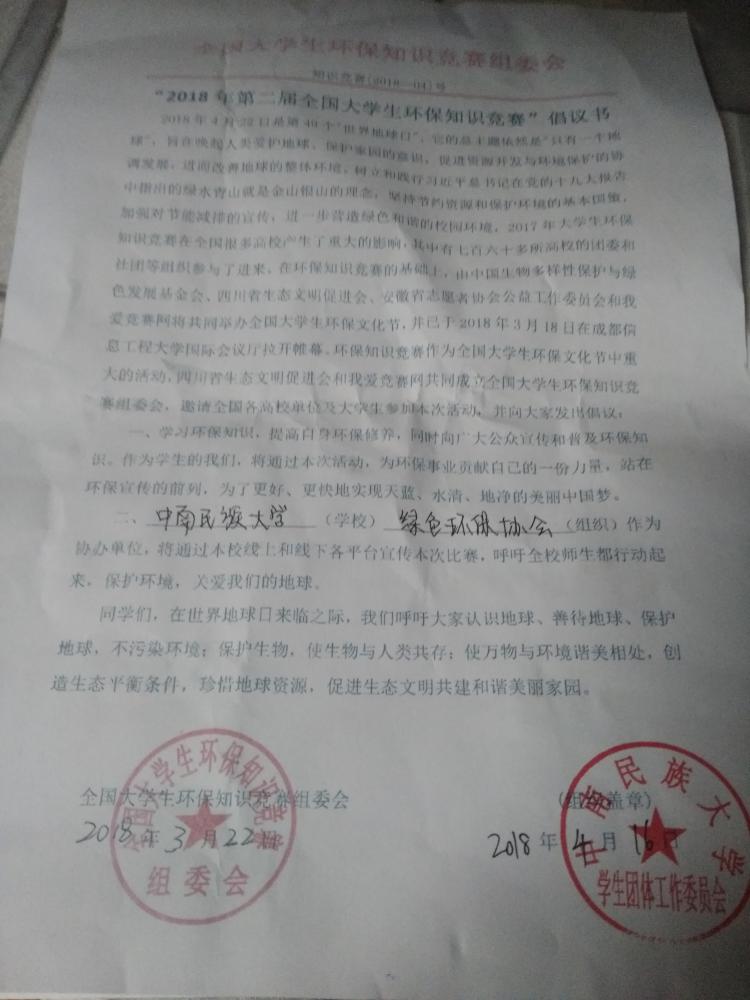 全国大学生环保知识竞赛组委会
知识竞赛(2018—04)号
“2018年第二届全国大学生环保知识竞赛”倡议书
2018年4月22日是第49个“世界地球日”，它的总主题依然是“只有一个地
球”，旨在唤起人类爱护地球、保护家园的意识，促进资源开发与环境保护的协
调发展，进而改善地球的整体环境。树立和践行习近平总书记在党的十九大报告
中指出的绿水青山就是金山银山的理念，坚持节约资源和保护环境的基本国策，
加强对节能减排的宣传，进一步营造绿色和谐的校园环境，2017年大学生环保
知识竞赛在全国很多高校产生了重大的影响，其中有七百六十多所高校的团委和
社团等组织参与了进来。在环保知识竞赛的基础上，由中国生物多样性保护与绿
色发展基金会、四川省生态文明促进会、安徽省志愿者协会公益工作委员会和我
爱竞赛网将共同举办全国大学生环保文化节，并已于2018年3月18日在成都信
息工程大学国际会议厅拉开帷幕。环保知识竞赛作为全国大学生环保文化节中重
大的活动，四川省生态文明促进会和我爱竞赛网共同成立全国大学生环保知识竞
赛组委会，邀请全国各高校单位及大学生参加本次活动，并向大家发出倡议：
一、学习环保知识，提高自身环保修养，同时向广大公众宣传和普及环保知
识。作为学生的我们，将通过本次活动，为环保事业贡献自己的一份力量，站在
环保宣传的前列，为了更好、更快地实现天蓝、水清、地净的美丽中国梦。
二、中南民族大学（学校）绿色环保协会（组织）作为
协办单位，将通过本校线上和线下各平台宣传本次比赛，呼吁全校师生都行动起
来，保护环境，关爱我们的地球。
同学们，在世界地球日来临之际，我们呼吁大家认识地球、善待地球、保护
地球，不污染环境；保护生物，使生物与人类共存；使万物与环境谐美相处，创
造生态平衡条件，珍惜地球资源，促进生态文明共建和谐美丽家园。
全国大学生环保知识竞赛组委会
2018年3月22日
全国大学生环保知识竞赛
组委会
（组织盖章）
2018年4月16日
中南民族大学
学生团体工作委员会